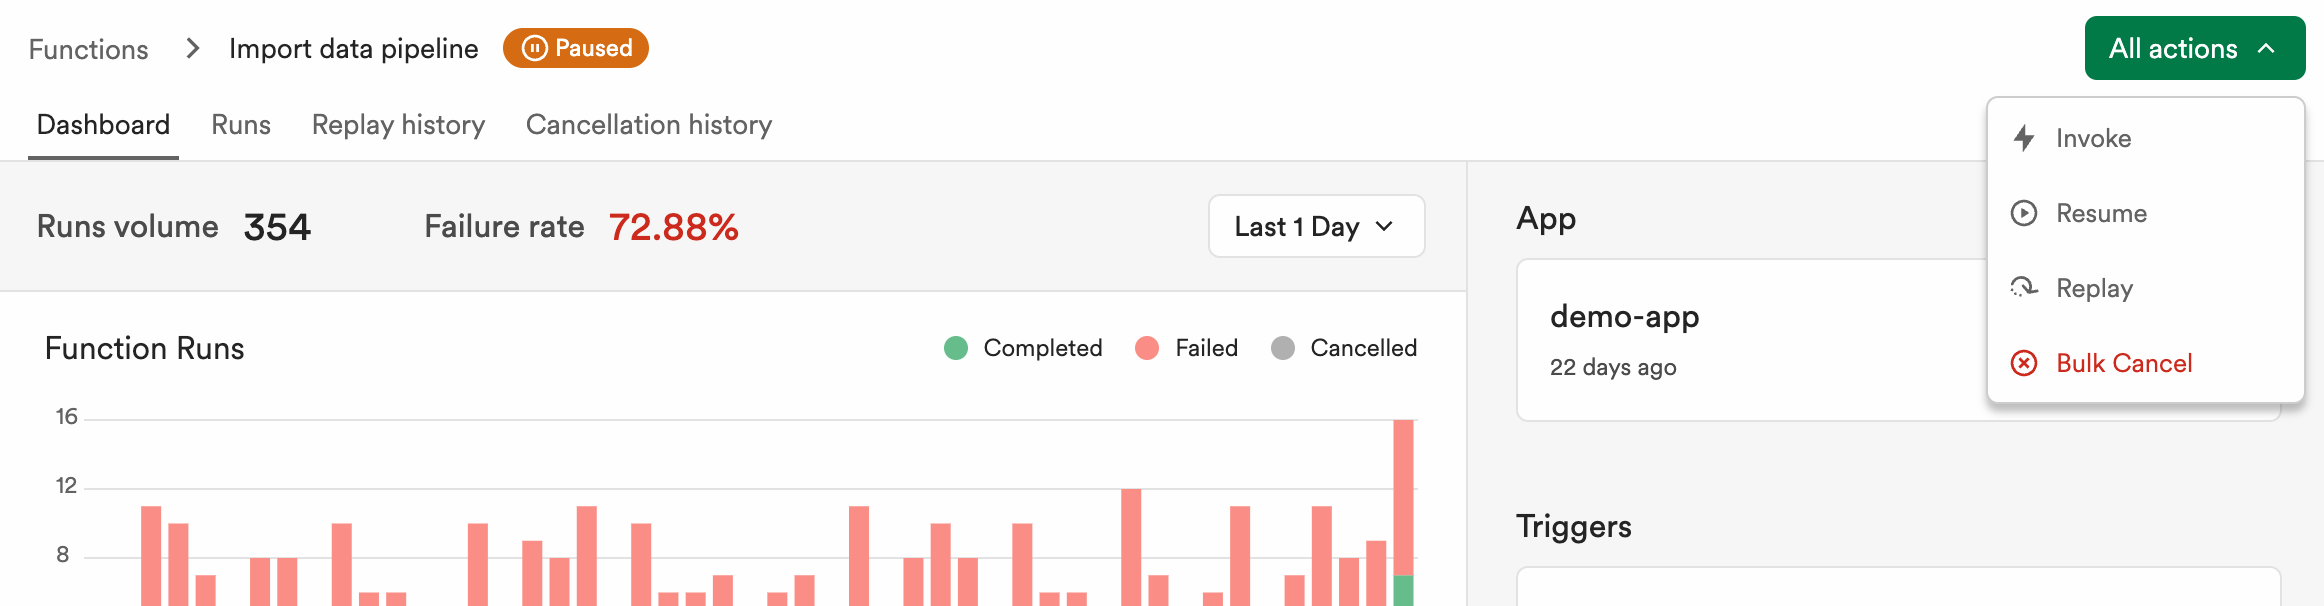 Functions > Import data pipeline Paused
All actions
Dashboard Runs Replay history Cancellation history
Invoke
Resume
Replay
Bulk Cancel
Runs volume 354 Failure rate 72.88% Last 1 Day
Function Runs Completed Failed Cancelled
16
12
8
App
demo-app
22 days ago
Triggers